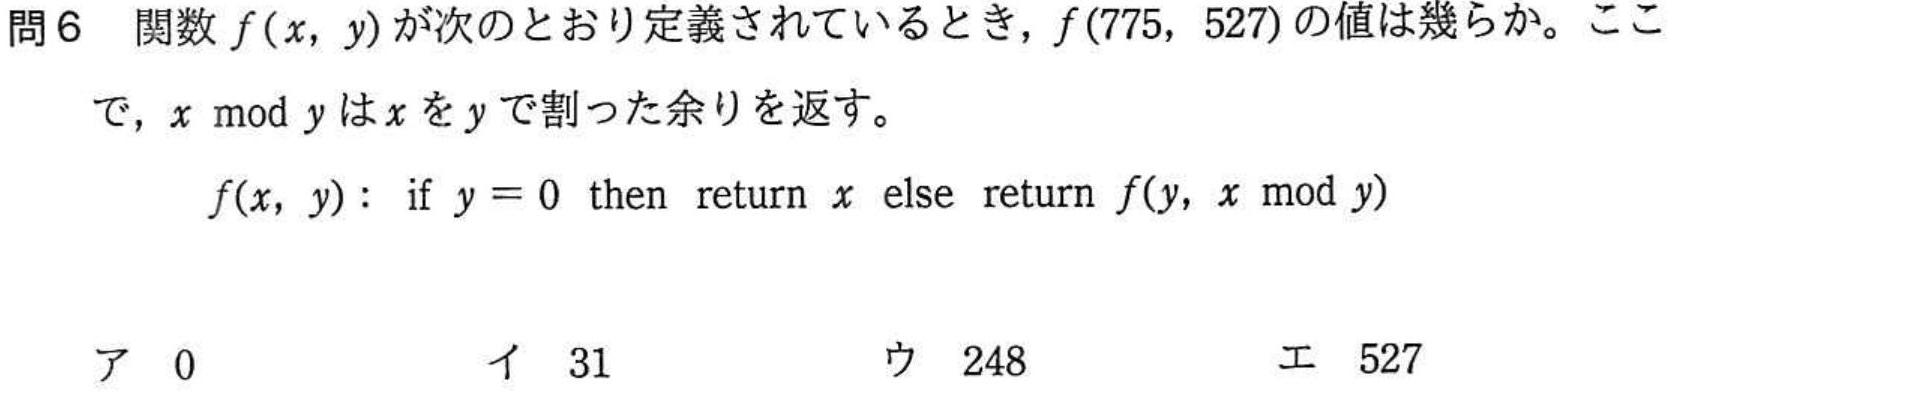 問6 関数 f(x, y) が次のとおり定義されているとき，f(775, 527) の値は幾らか。ここ
で，x mod y は x を y で割った余りを返す。
f(x, y) : if y = 0 then return x else return f(y, x mod y)
ア 0 イ 31 ウ 248 エ 527